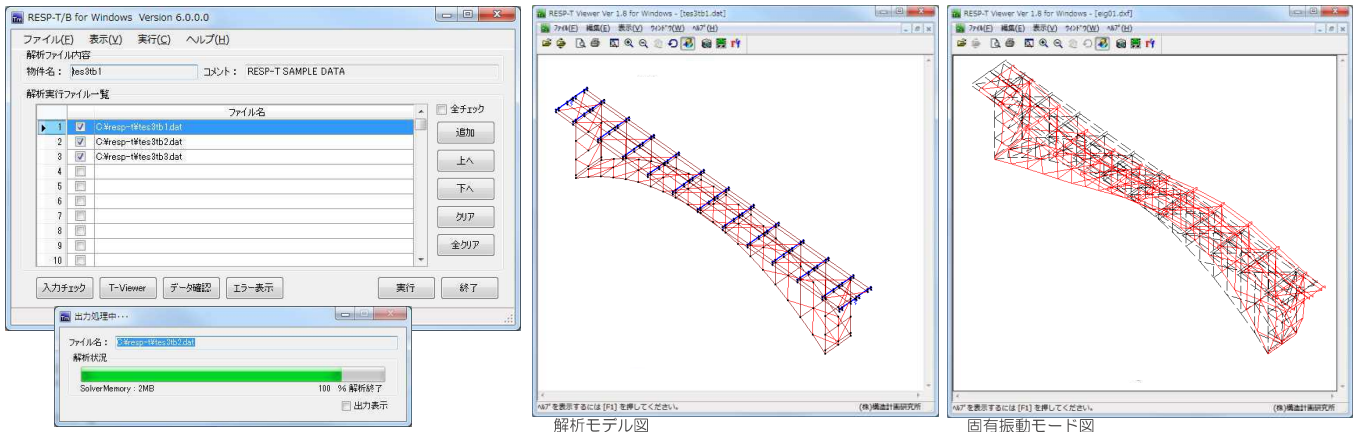 RESP-T/B for Windows Version 6.0.0.0
ファイル(F) 表示(V) 実行(C) ヘルプ(H)
解析ファイル内容
物件名： tes3tb1 コメント： RESP-T SAMPLE DATA
解析実行ファイル一覧
ファイル名
全チェック
1 C:¥resp-t¥tes3tb1.dat
2 C:¥resp-t¥tes3tb2.dat
3 C:¥resp-t¥tes3tb3.dat
4
5
6
7
8
9
10
追加
上へ
下へ
クリア
全クリア
入力チェック T-Viewer データ確認 エラー表示 実行 終了
出力処理中・・・
ファイル名： C:¥resp-t¥tes3tb2.dat
解析状況
SolverMemory : 2MB 100 % 解析終了
出力表示
RESP-T Viewer Ver 1.8 for Windows - [tes3tb1.dat]
ファイル(F) 編集(E) 表示(V) ウィンドウ(W) ヘルプ(H)
ヘルプを表示するには [F1] を押してください。 (株)構造計画研究所
解析モデル図
RESP-T Viewer Ver 1.8 for Windows - [eig01.dxf]
ファイル(F) 編集(E) 表示(V) ウィンドウ(W) ヘルプ(H)
ヘルプを表示するには [F1] を押してください。 (株)構造計画研究所
固有振動モード図